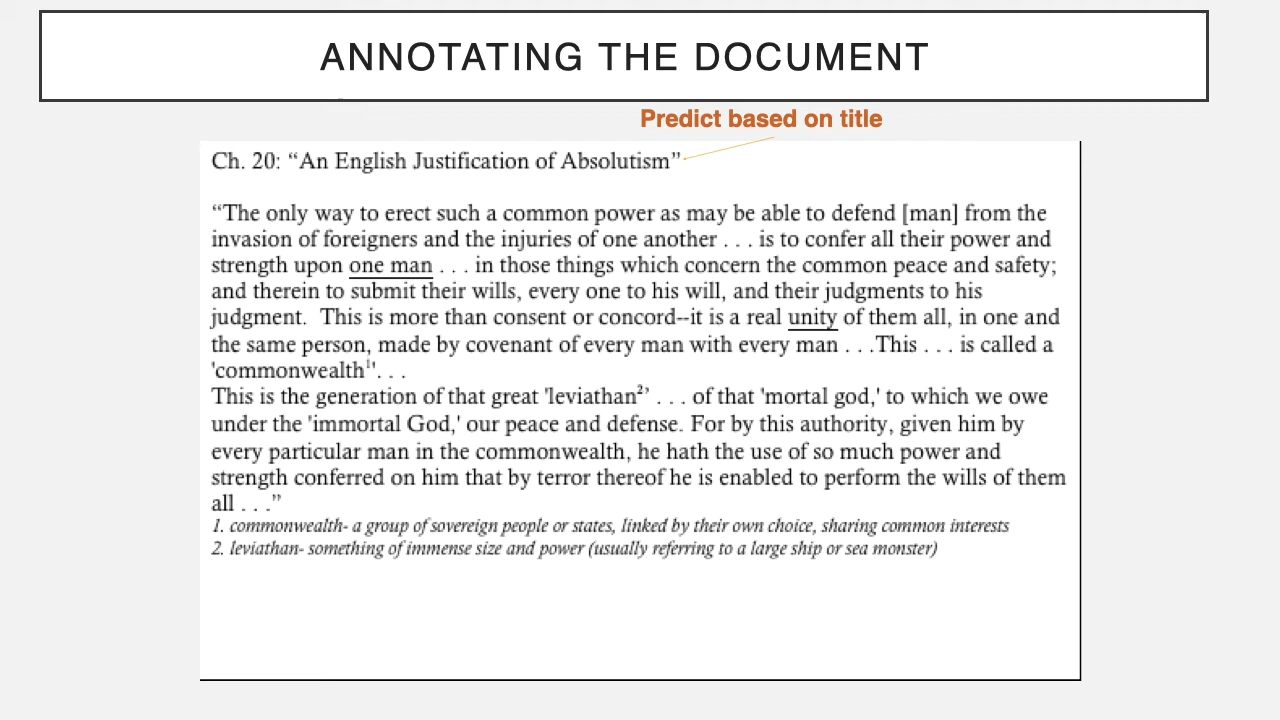 ANNOTATING THE DOCUMENT
Predict based on title
Ch. 20: “An English Justification of Absolutism”
“The only way to erect such a common power as may be able to defend [man] from the
invasion of foreigners and the injuries of one another . . . is to confer all their power and
strength upon one man . . . in those things which concern the common peace and safety;
and therein to submit their wills, every one to his will, and their judgments to his
judgment.  This is more than consent or concord--it is a real unity of them all, in one and
the same person, made by covenant of every man with every man . . .This . . . is called a
'commonwealth¹'. . .
This is the generation of that great 'leviathan²’ . . . of that 'mortal god,' to which we owe
under the 'immortal God,' our peace and defense. For by this authority, given him by
every particular man in the commonwealth, he hath the use of so much power and
strength conferred on him that by terror thereof he is enabled to perform the wills of them
all . . .”
1. commonwealth- a group of sovereign people or states, linked by their own choice, sharing common interests
2. leviathan- something of immense size and power (usually referring to a large ship or sea monster)